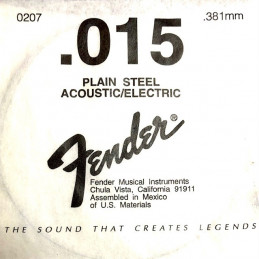 0207 .015 .381mm
PLAIN STEEL
ACOUSTIC/ELECTRIC
Fender®
Fender Musical Instruments
Chula Vista, California 91911
Assembled in Mexico
of U.S. Materials
THE SOUND THAT CREATES LEGENDS